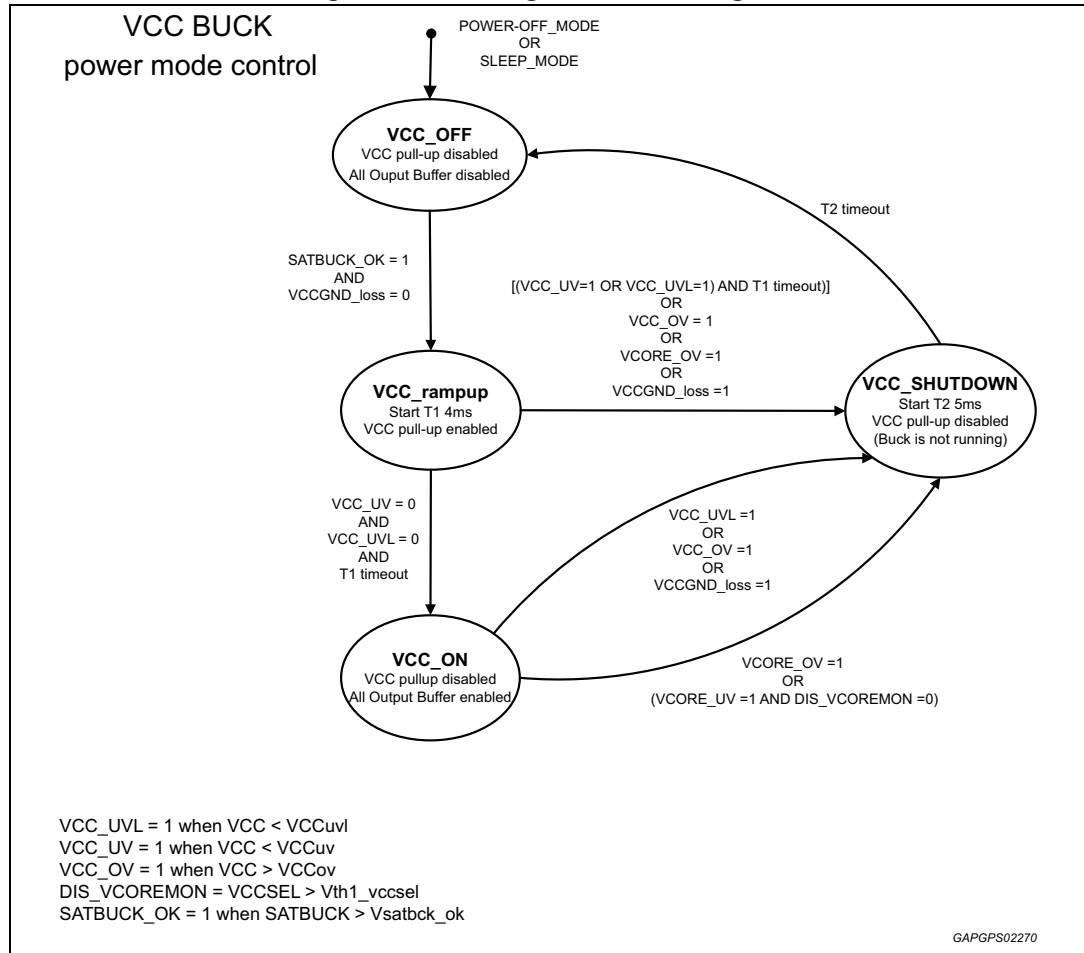 VCC BUCK
power mode control
POWER-OFF_MODE
OR
SLEEP_MODE
VCC_OFF
VCC pull-up disabled
All Ouput Buffer disabled
T2 timeout
SATBUCK_OK = 1
AND
VCCGND_loss = 0
[(VCC_UV=1 OR VCC_UVL=1) AND T1 timeout)]
OR
VCC_OV = 1
OR
VCORE_OV =1
OR
VCCGND_loss =1
VCC_rampup
Start T1 4ms
VCC pull-up enabled
VCC_SHUTDOWN
Start T2 5ms
VCC pull-up disabled
(Buck is not running)
VCC_UV = 0
AND
VCC_UVL = 0
AND
T1 timeout
VCC_UVL =1
OR
VCC_OV =1
OR
VCCGND_loss =1
VCC_ON
VCC pullup disabled
All Output Buffer enabled
VCORE_OV =1
OR
(VCORE_UV =1 AND DIS_VCOREMON =0)
VCC_UVL = 1 when VCC < VCCuvl
VCC_UV = 1 when VCC < VCCuv
VCC_OV = 1 when VCC > VCCov
DIS_VCOREMON = VCCSEL > Vth1_vccsel
SATBUCK_OK = 1 when SATBUCK > Vsatbck_ok
GAPGPS02270